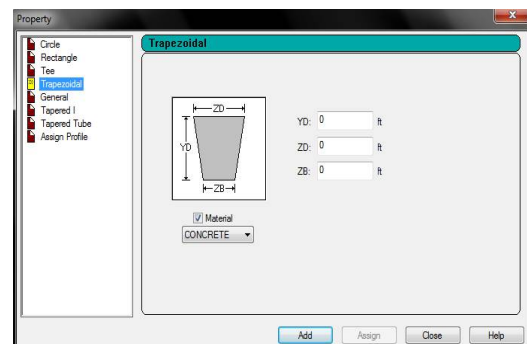 Property
x
Circle
Rectangle
Tee
Trapezoidal
General
Tapered I
Tapered Tube
Assign Profile
Trapezoidal
ZD
YD
ZB
YD: 0 ft
ZD: 0 ft
ZB: 0 ft
Material
CONCRETE
Add Assign Close Help